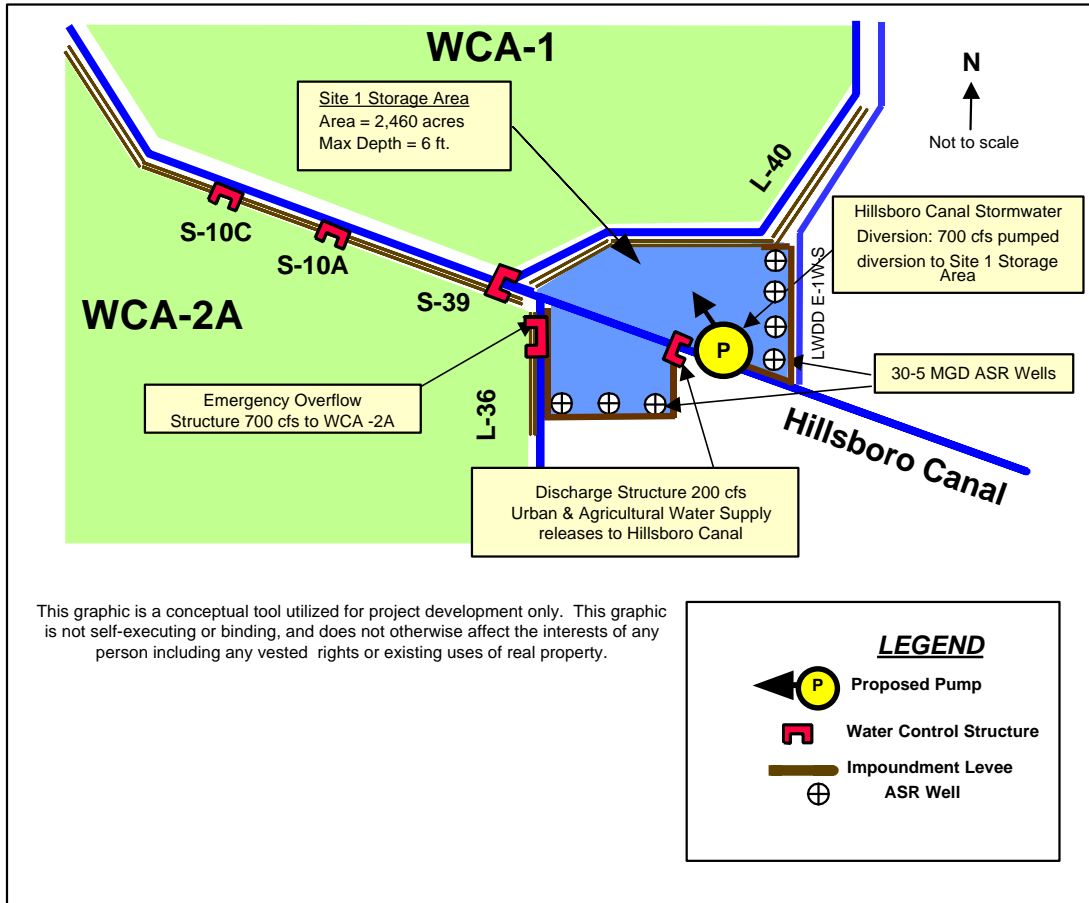 WCA-1
Site 1 Storage Area
Area = 2,460 acres
Max Depth = 6 ft.
N
Not to scale
L-40
S-10C
S-10A
S-39
WCA-2A
Hillsboro Canal Stormwater
Diversion: 700 cfs pumped
diversion to Site 1 Storage
Area
LWDD E-1W-S
P
30-5 MGD ASR Wells
Emergency Overflow
Structure 700 cfs to WCA -2A
L-36
Hillsboro Canal
Discharge Structure 200 cfs
Urban & Agricultural Water Supply
releases to Hillsboro Canal
This graphic is a conceptual tool utilized for project development only. This graphic
is not self-executing or binding, and does not otherwise affect the interests of any
person including any vested rights or existing uses of real property.
LEGEND
P
Proposed Pump
Water Control Structure
Impoundment Levee
ASR Well